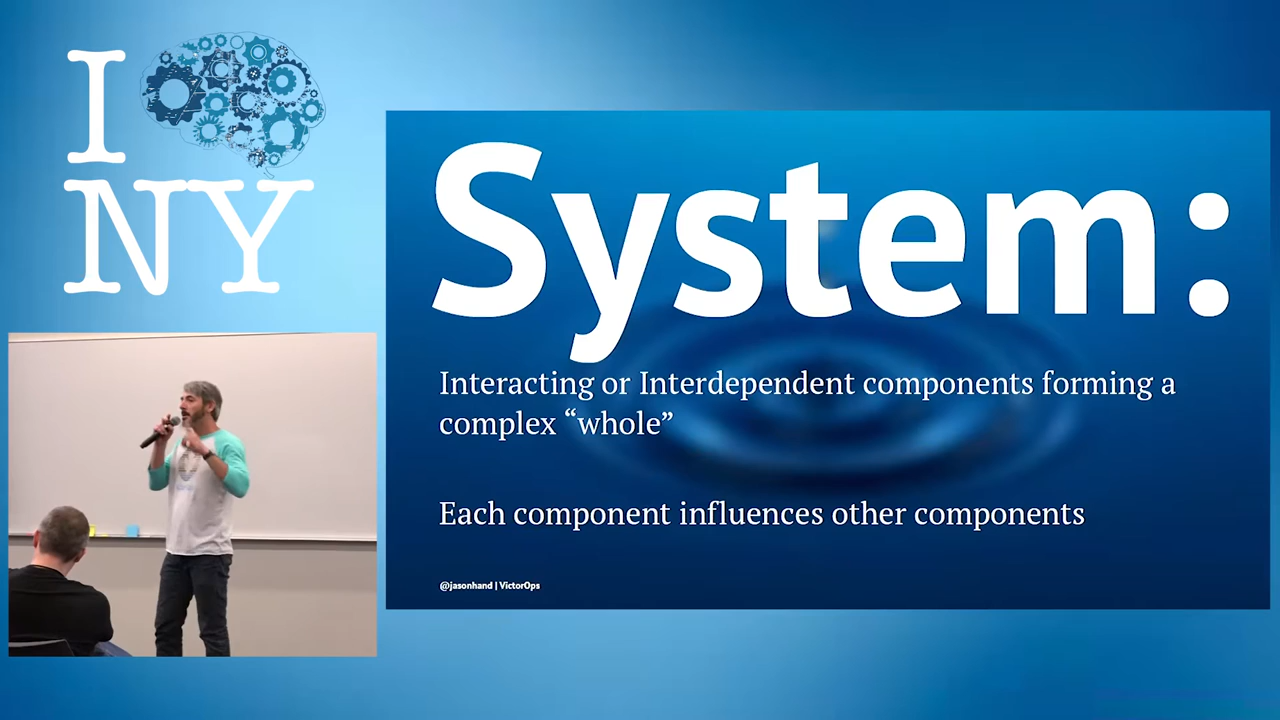 I
NY
System:
Interacting or Interdependent components forming a
complex “whole”
Each component influences other components
@jasonhand | VictorOps